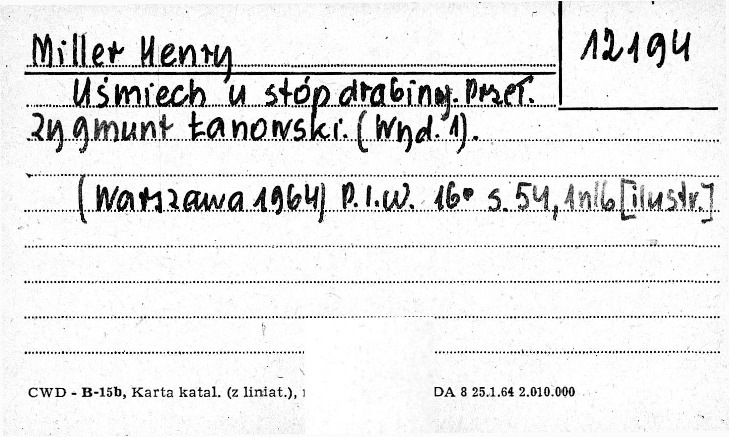 Miller Henry
12194
Uśmiech u stóp drabiny. Przeł.
Zygmunt Łanowski. (Wyd. 1).
(Warszawa 1964) P.I.W. 16° s. 54, 1nlb [ilustr.]
CWD - B-15b, Karta katal. (z liniat.),
DA 8 25.1.64 2.010.000